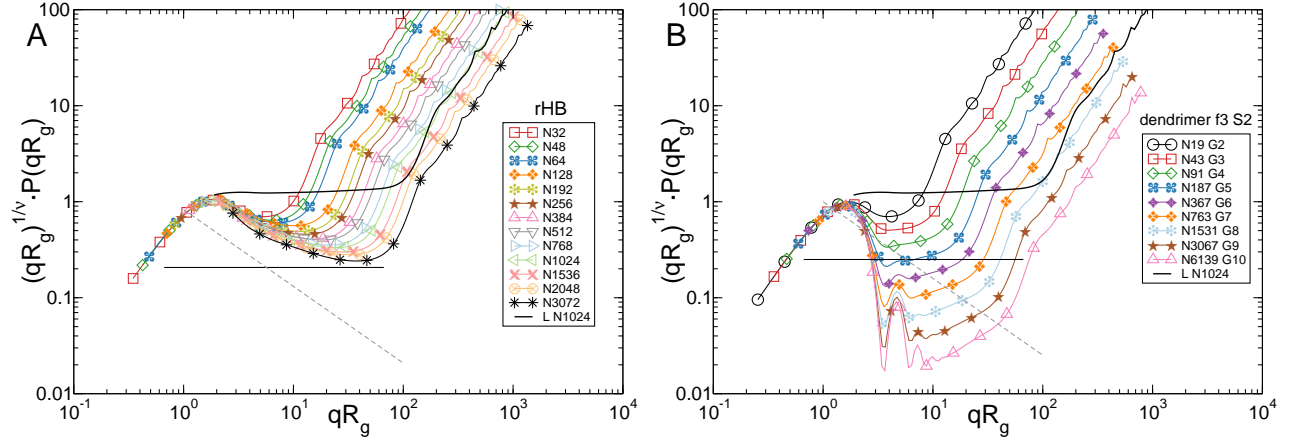 A
(qR_g)^{1/ν}.P(qR_g)
100
10
1
0.1
0.01
10^{-1}
10^0
10^1
10^2
10^3
10^4
qR_g
rHB
N32
N48
N64
N128
N192
N256
N384
N512
N768
N1024
N1536
N2048
N3072
L N1024
B
(qR_g)^{1/ν}.P(qR_g)
100
10
1
0.1
0.01
10^{-1}
10^0
10^1
10^2
10^3
10^4
qR_g
dendrimer f3 S2
N19 G2
N43 G3
N91 G4
N187 G5
N367 G6
N763 G7
N1531 G8
N3067 G9
N6139 G10
L N1024